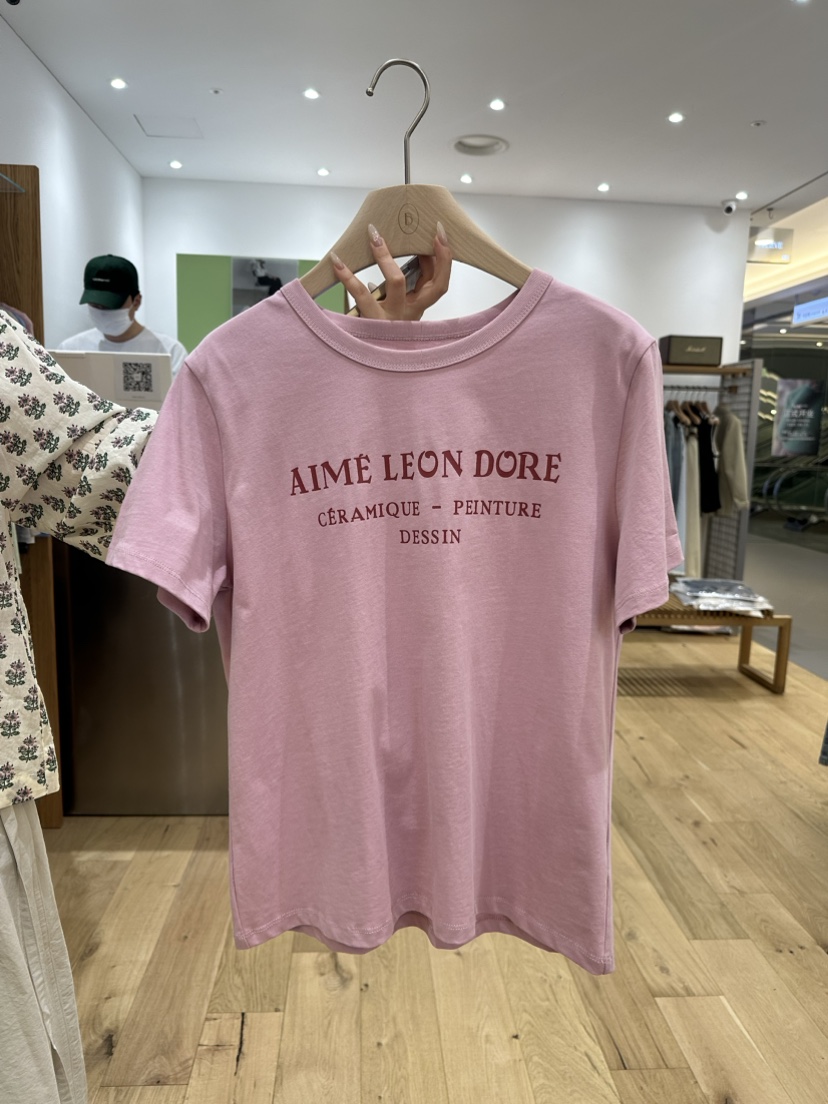 AIMÉ LEON DORE
CÉRAMIQUE – PEINTURE
DESSIN